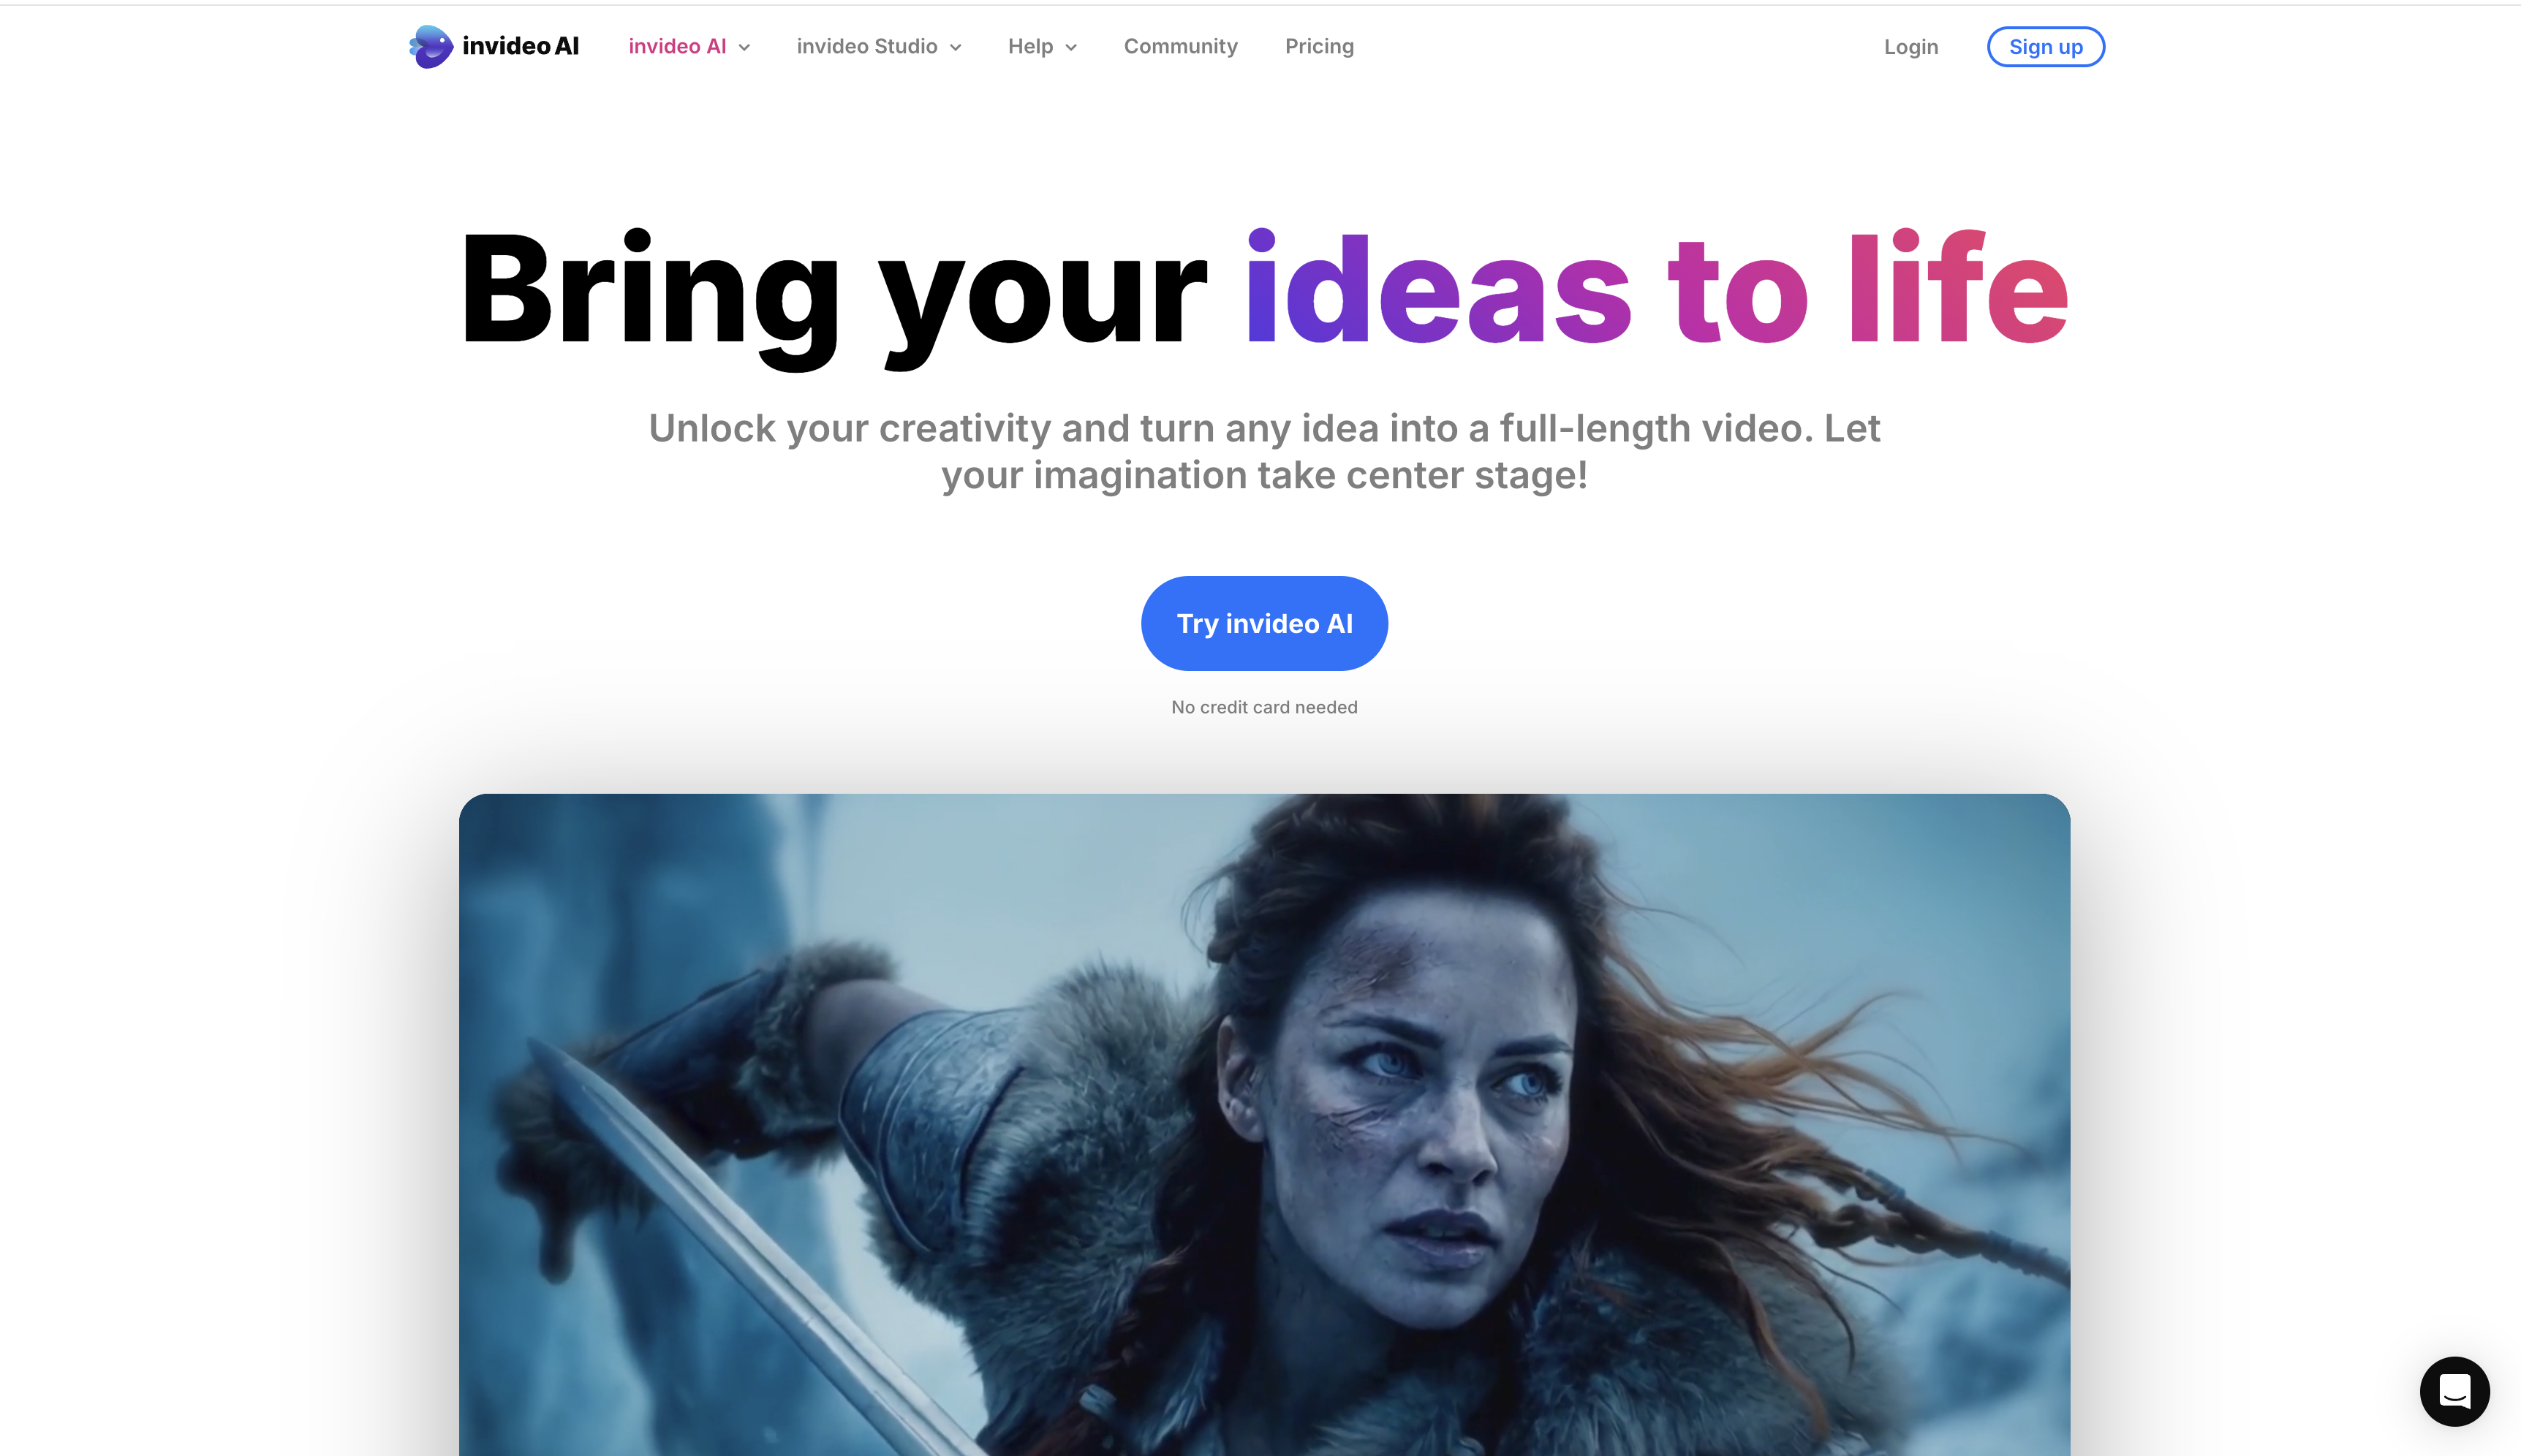 invideo AI
invideo AI
invideo Studio
Help
Community
Pricing
Login
Sign up
Bring your ideas to life
Unlock your creativity and turn any idea into a full-length video. Let
your imagination take center stage!
Try invideo AI
No credit card needed